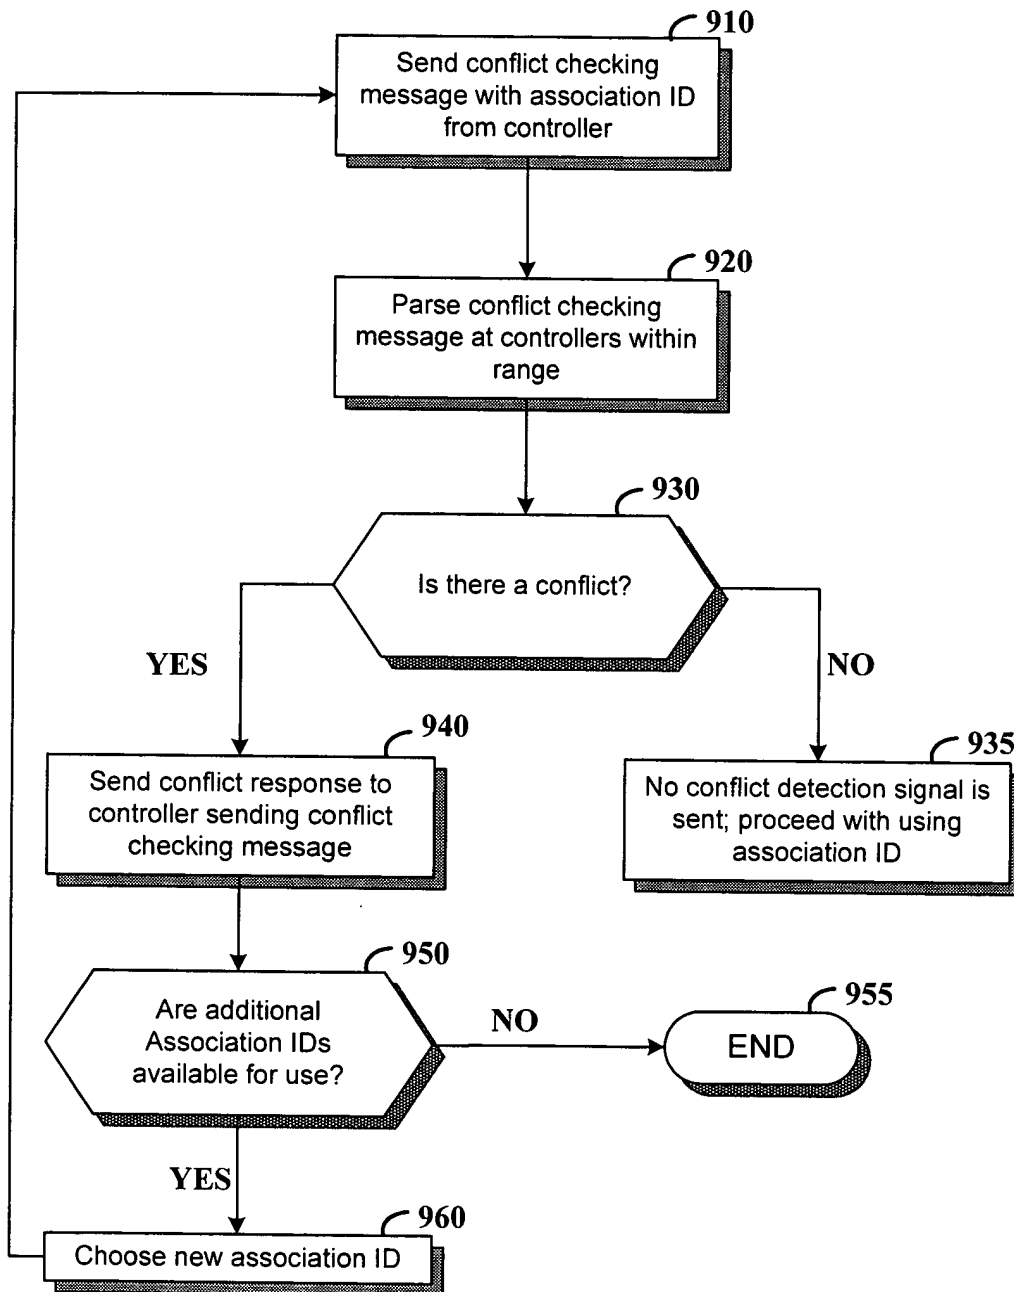 910
Send conflict checking
message with association ID
from controller
920
Parse conflict checking
message at controllers within
range
930
Is there a conflict?
YES
NO
940
Send conflict response to
controller sending conflict
checking message
935
No conflict detection signal is
sent; proceed with using
association ID
950
Are additional
Association IDs
available for use?
NO
955
END
YES
960
Choose new association ID